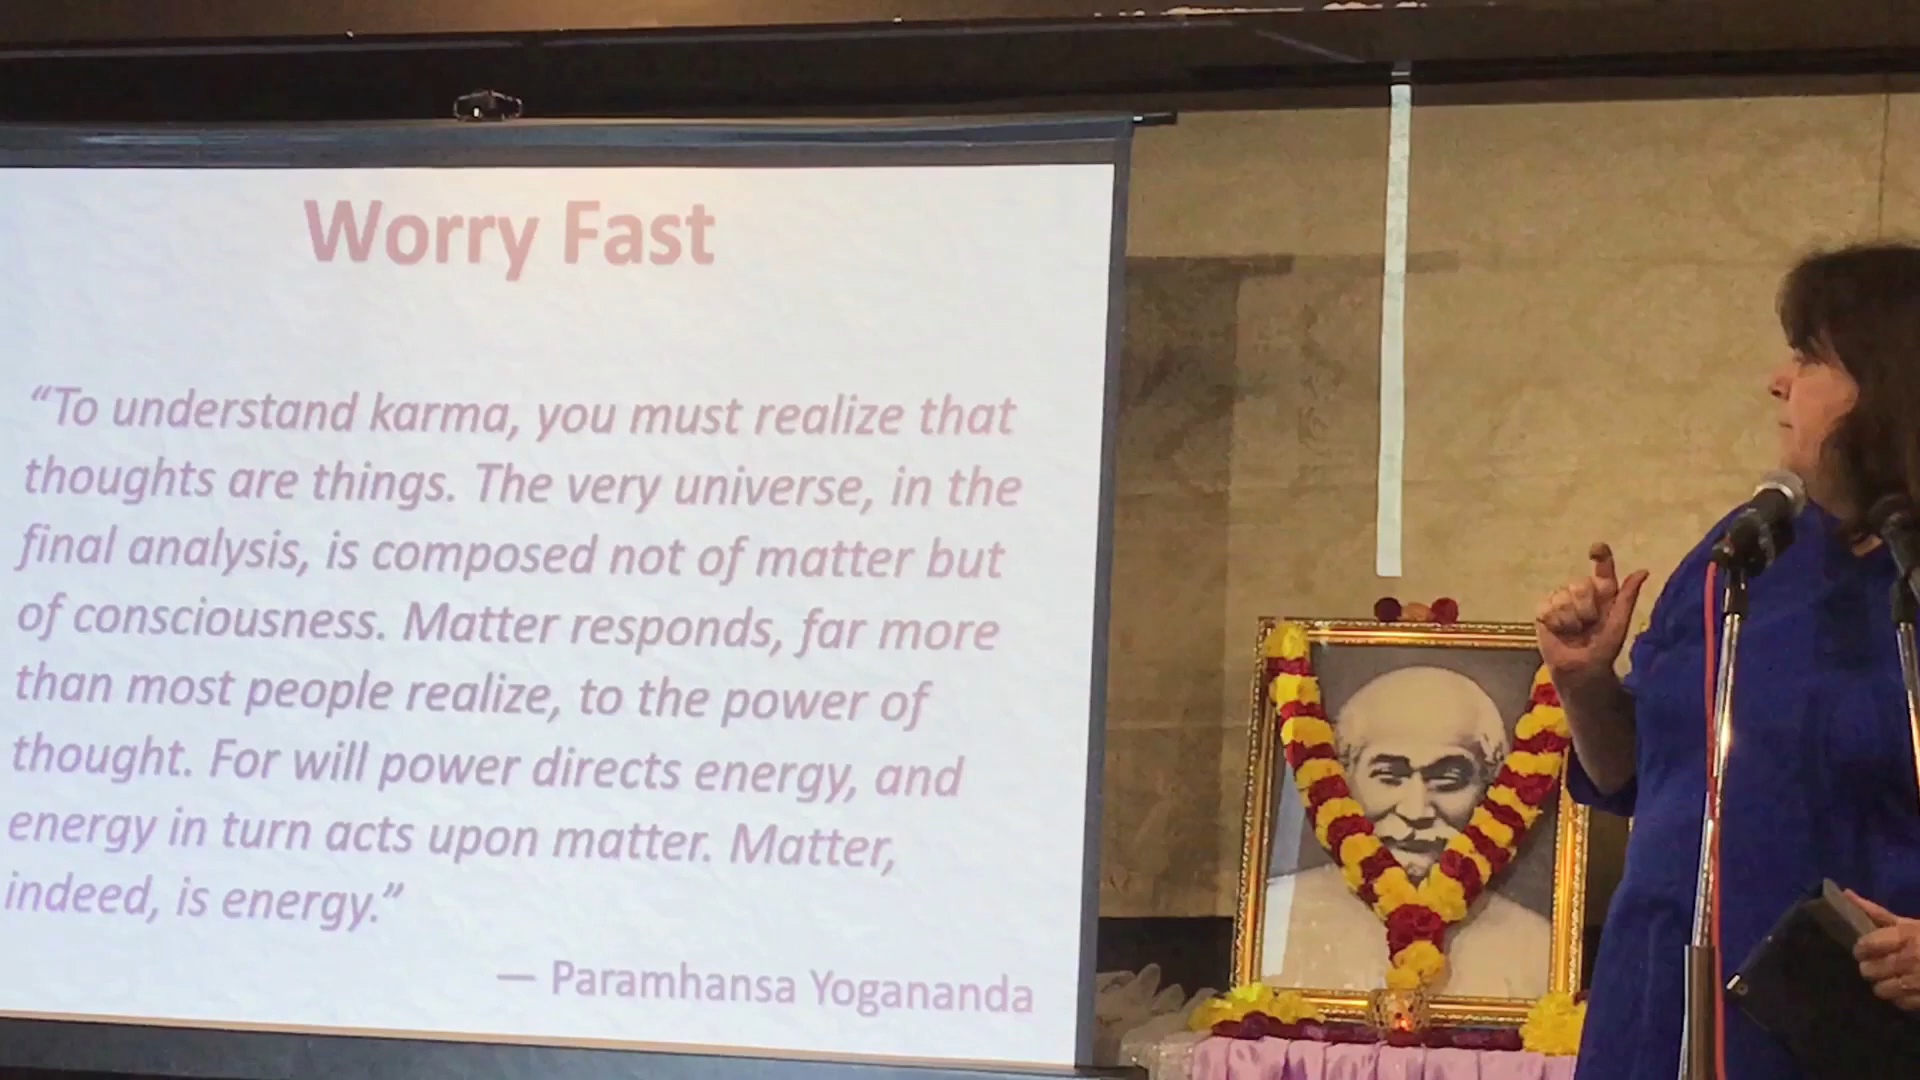 Worry Fast
“To understand karma, you must realize that
thoughts are things. The very universe, in the
final analysis, is composed not of matter but
of consciousness. Matter responds, far more
than most people realize, to the power of
thought. For will power directs energy, and
energy in turn acts upon matter. Matter,
indeed, is energy.”
— Paramhansa Yogananda